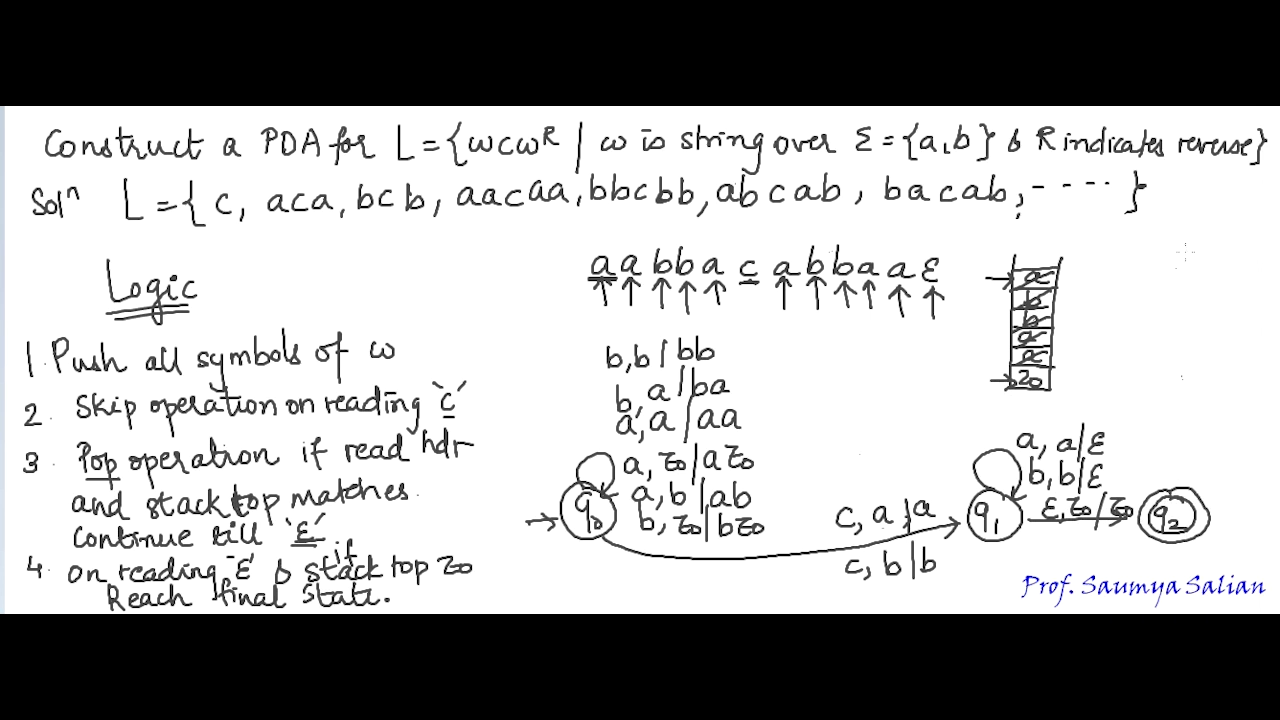 Construct a PDA for L = {wcwᴿ | w is string over Σ = {a,b} & R indicates reverse}
Solⁿ L = { c, aca, bcb, aacaa, bbcbb, abcab, bacab, - - - - }
Logic
1. Push all symbols of w
2. Skip operation on reading 'c'
3. Pop operation if read hdr
and stack top matches
continue till 'ε'
4. on reading 'ε' & if stack top z0
Reach final state.
a a b b a c a b b a a ε
a
b
b
a
a
z0
b,b / bb
b, a / ba
a, a / aa
a, z0 / az0
a, b / ab
b, z0 / bz0
q0
c, a / a
c, b / b
a, a/ε
b, b/ε
q1
ε, z0 / z0
q2
Prof. Saumya Salian